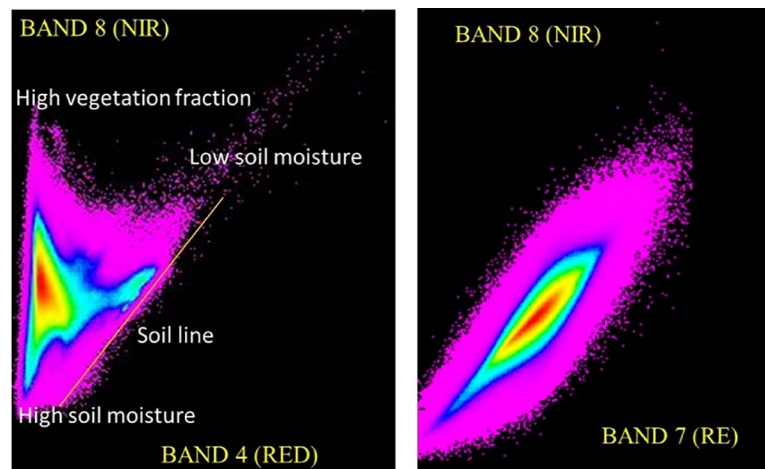 BAND 8 (NIR)
High vegetation fraction
Low soil moisture
Soil line
High soil moisture
BAND 4 (RED)
BAND 8 (NIR)
BAND 7 (RE)